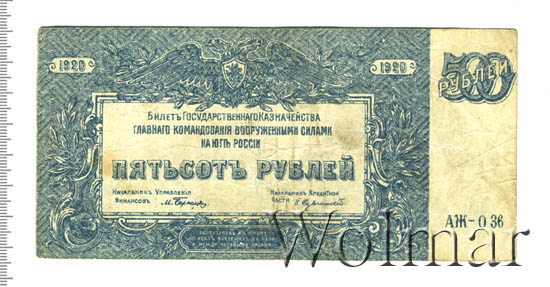 1920
1920
500
РУБЛЕЙ
БИЛЕТЪ ГОСУДАРСТВЕННАГО КАЗНАЧЕЙСТВА
ГЛАВНАГО КОМАНДОВАНІЯ ВООРУЖЕННЫМИ СИЛАМИ
НА ЮГѢ РОССІИ
ПЯТЬСОТЪ РУБЛЕЙ
НАЧАЛЬНИКЪ УПРАВЛЕНІЯ
ФИНАНСОВЪ
НАЧАЛЬНИКЪ КРЕДИТНОЙ
ЧАСТИ
АЖ-036
Wolmar